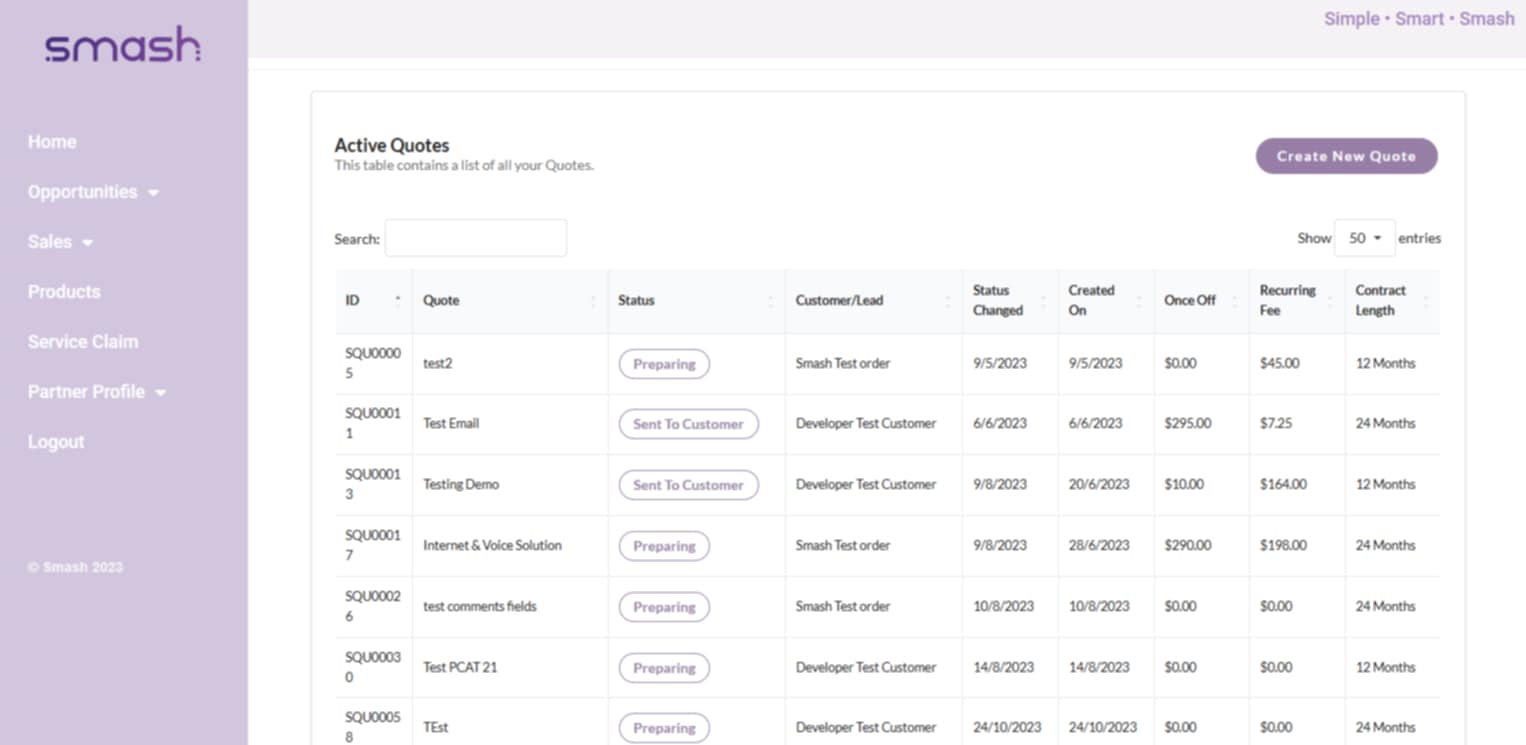 smash
Simple • Smart • Smash
Home
Opportunities
Sales
Products
Service Claim
Partner Profile
Logout
© Smash 2023
Active Quotes
This table contains a list of all your Quotes.
Create New Quote
Search:
Show 50 entries
ID Quote Status Customer/Lead Status Changed Created On Once Off Recurring Fee Contract Length
SQU00005 test2 Preparing Smash Test order 9/5/2023 9/5/2023 $0.00 $45.00 12 Months
SQU00011 Test Email Sent To Customer Developer Test Customer 6/6/2023 6/6/2023 $295.00 $7.25 24 Months
SQU00013 Testing Demo Sent To Customer Developer Test Customer 9/8/2023 20/6/2023 $10.00 $164.00 12 Months
SQU00017 Internet & Voice Solution Preparing Smash Test order 9/8/2023 28/6/2023 $290.00 $198.00 24 Months
SQU00026 test comments fields Preparing Smash Test order 10/8/2023 10/8/2023 $0.00 $0.00 24 Months
SQU00030 Test PCAT 21 Preparing Developer Test Customer 14/8/2023 14/8/2023 $0.00 $0.00 12 Months
SQU00058 TEst Preparing Developer Test Customer 24/10/2023 24/10/2023 $0.00 $0.00 24 Months